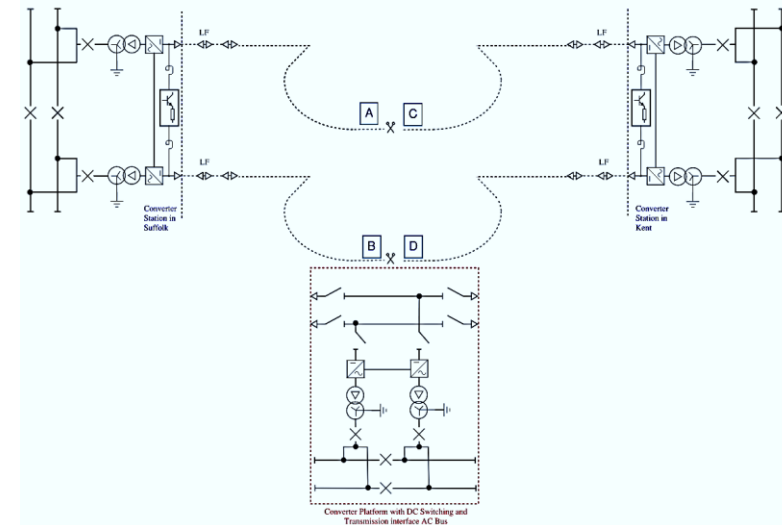 LF
LF
A
C
LF
LF
Converter
Station in
Suffolk
Converter
Station in
Kent
B
D
Converter Platform with DC Switching and
Transmission interface AC Bus